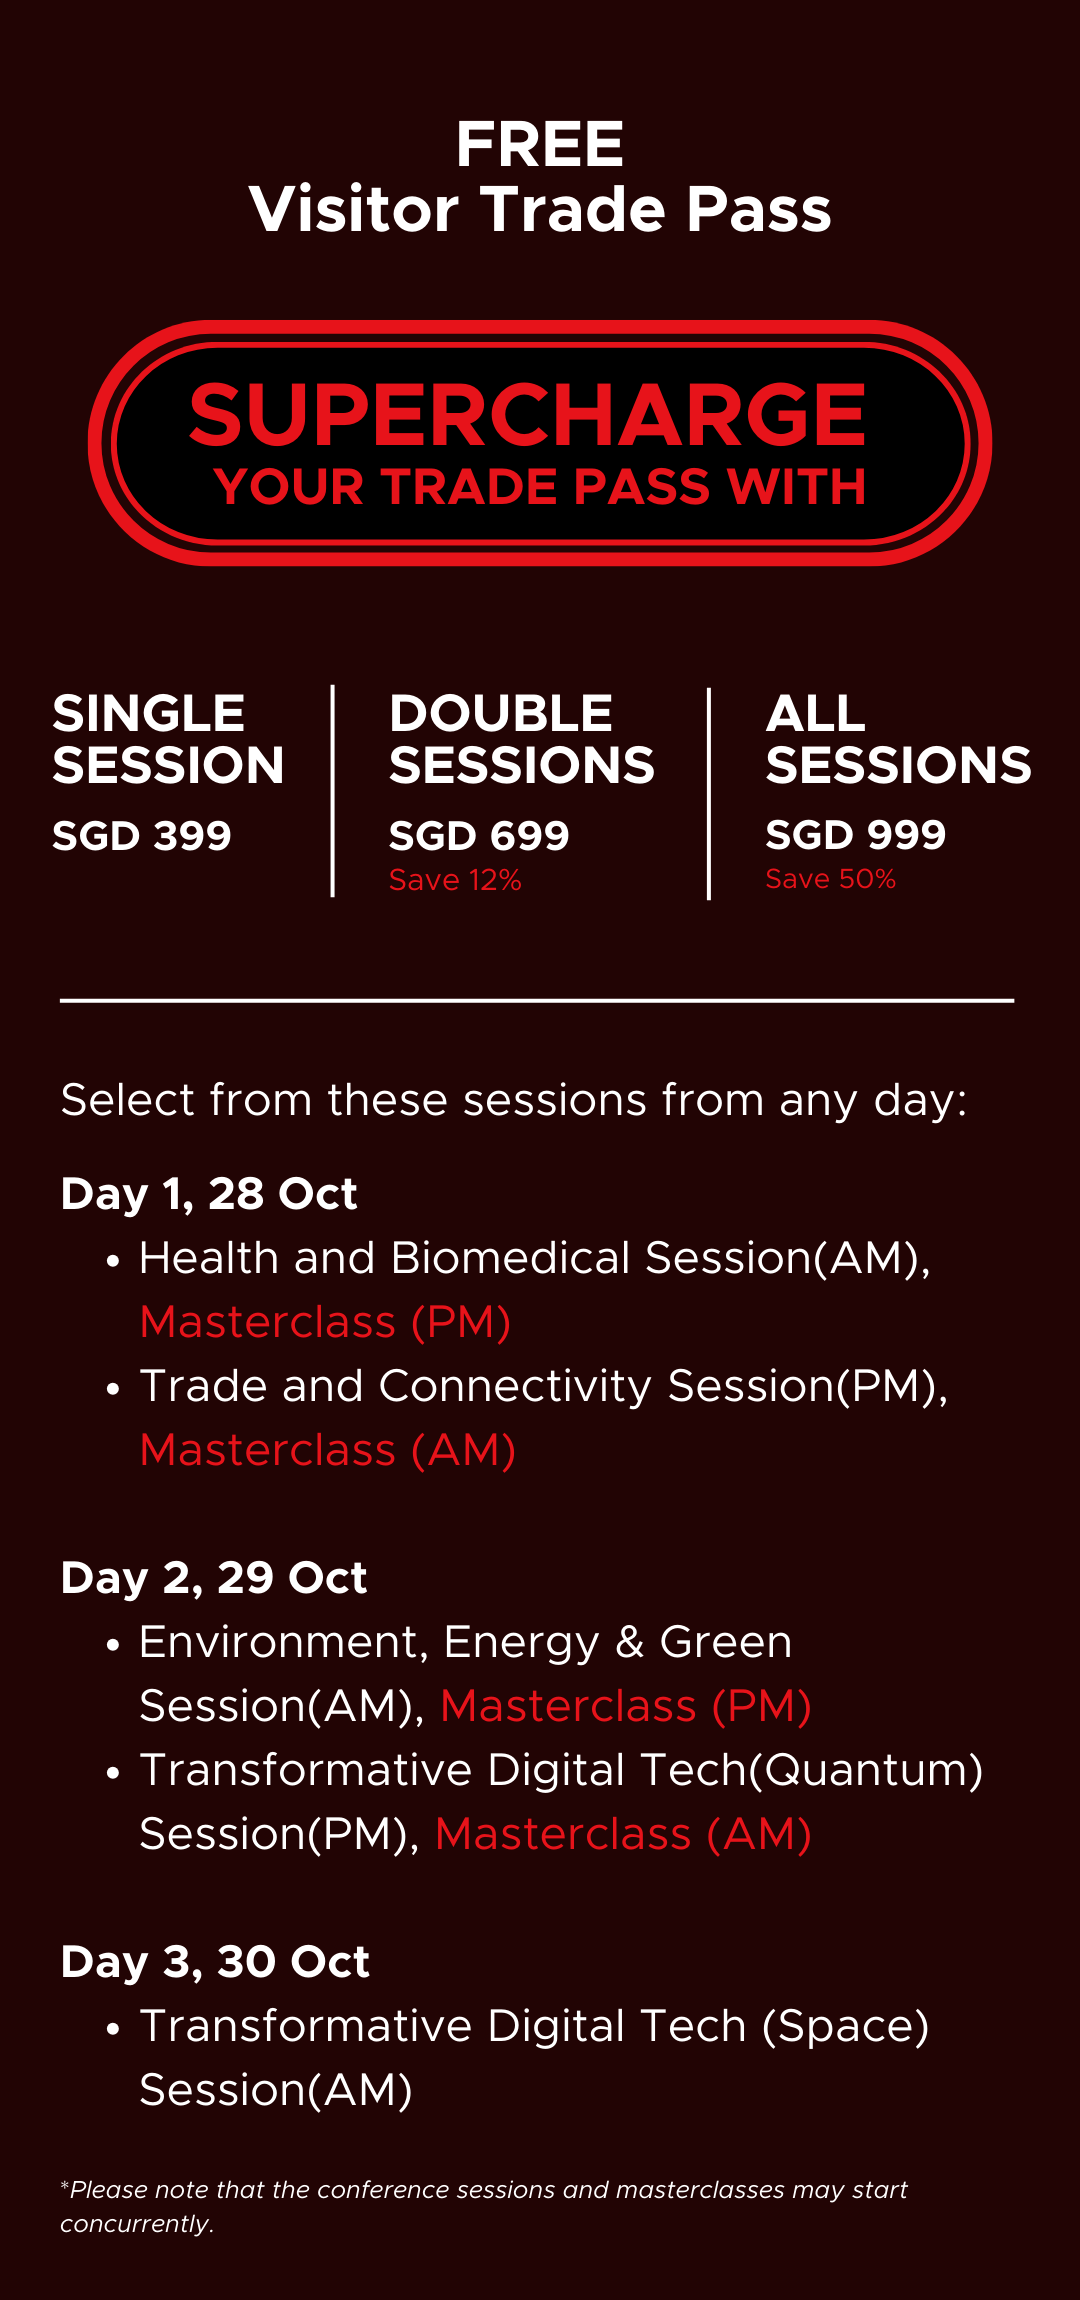 FREE
Visitor Trade Pass
SUPERCHARGE
YOUR TRADE PASS WITH
SINGLE
SESSION
SGD 399
DOUBLE
SESSIONS
SGD 699
Save 12%
ALL
SESSIONS
SGD 999
Save 50%
Select from these sessions from any day:
Day 1, 28 Oct
• Health and Biomedical Session(AM),
Masterclass (PM)
• Trade and Connectivity Session(PM),
Masterclass (AM)
Day 2, 29 Oct
• Environment, Energy & Green
Session(AM), Masterclass (PM)
• Transformative Digital Tech(Quantum)
Session(PM), Masterclass (AM)
Day 3, 30 Oct
• Transformative Digital Tech (Space)
Session(AM)
*Please note that the conference sessions and masterclasses may start
concurrently.